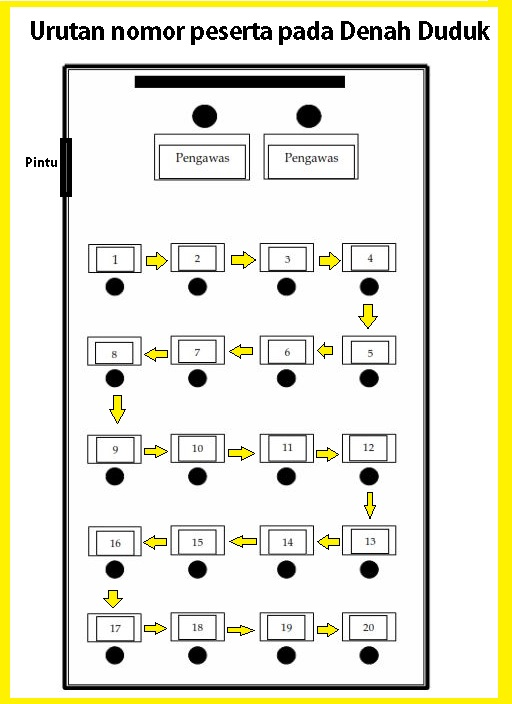 Urutan nomor peserta pada Denah Duduk
Pintu
Pengawas Pengawas
1 2 3 4
8 7 6 5
9 10 11 12
16 15 14 13
17 18 19 20